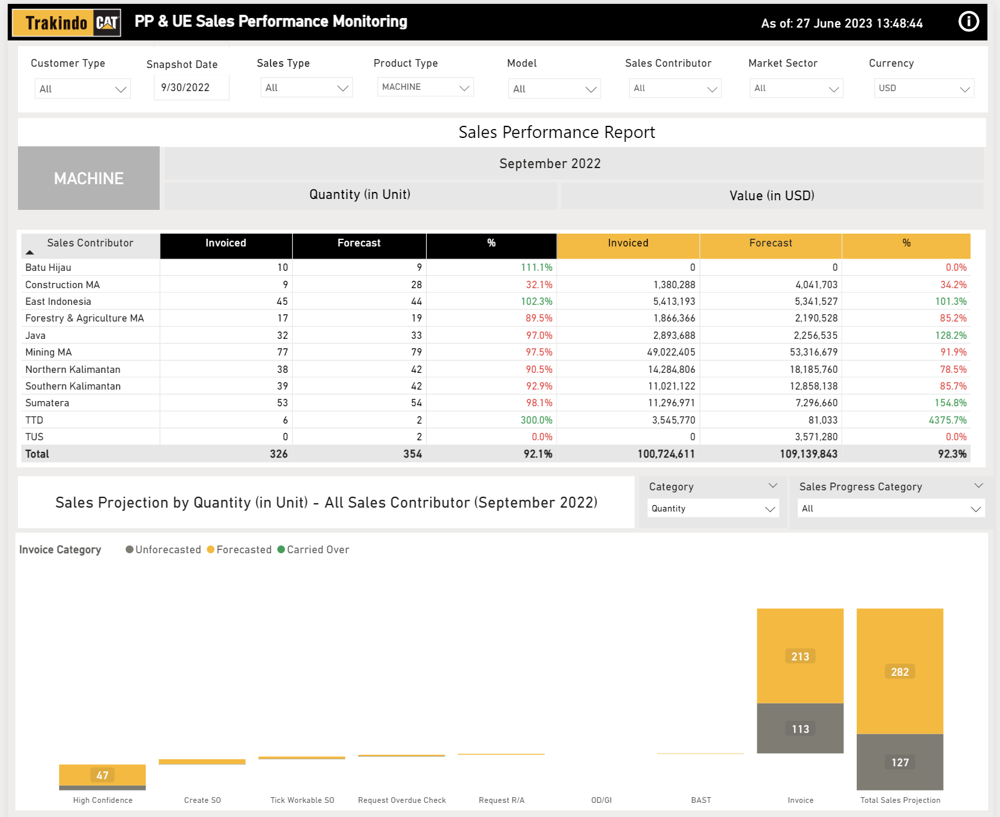 Trakindo CAT PP & UE Sales Performance Monitoring As of: 27 June 2023 13:48:44
Customer Type Snapshot Date Sales Type Product Type Model Sales Contributor Market Sector Currency
All 9/30/2022 All MACHINE All All All USD
Sales Performance Report
MACHINE
September 2022
Quantity (in Unit) Value (in USD)
Sales Contributor Invoiced Forecast % Invoiced Forecast %
Batu Hijau 10 9 111.1% 0 0 0.0%
Construction MA 9 28 32.1% 1,380,288 4,041,703 34.2%
East Indonesia 45 44 102.3% 5,413,193 5,341,527 101.3%
Forestry & Agriculture MA 17 19 89.5% 1,866,366 2,190,528 85.2%
Java 32 33 97.0% 2,893,688 2,256,535 128.2%
Mining MA 77 79 97.5% 49,022,405 53,316,679 91.9%
Northern Kalimantan 38 42 90.5% 14,284,806 18,185,760 78.5%
Southern Kalimantan 39 42 92.9% 11,021,122 12,858,138 85.7%
Sumatera 53 54 98.1% 11,296,971 7,296,660 154.8%
TTD 6 2 300.0% 3,545,770 81,033 4375.7%
TUS 0 2 0.0% 0 3,571,280 0.0%
Total 326 354 92.1% 100,724,611 109,139,843 92.3%
Sales Projection by Quantity (in Unit) - All Sales Contributor (September 2022)
Category Sales Progress Category
Quantity All
Invoice Category Unforecasted Forecasted Carried Over
213
282
113
127
47
High Confidence Create SO Tick Workable SO Request Overdue Check Request R/A OD/GI BAST Invoice Total Sales Projection